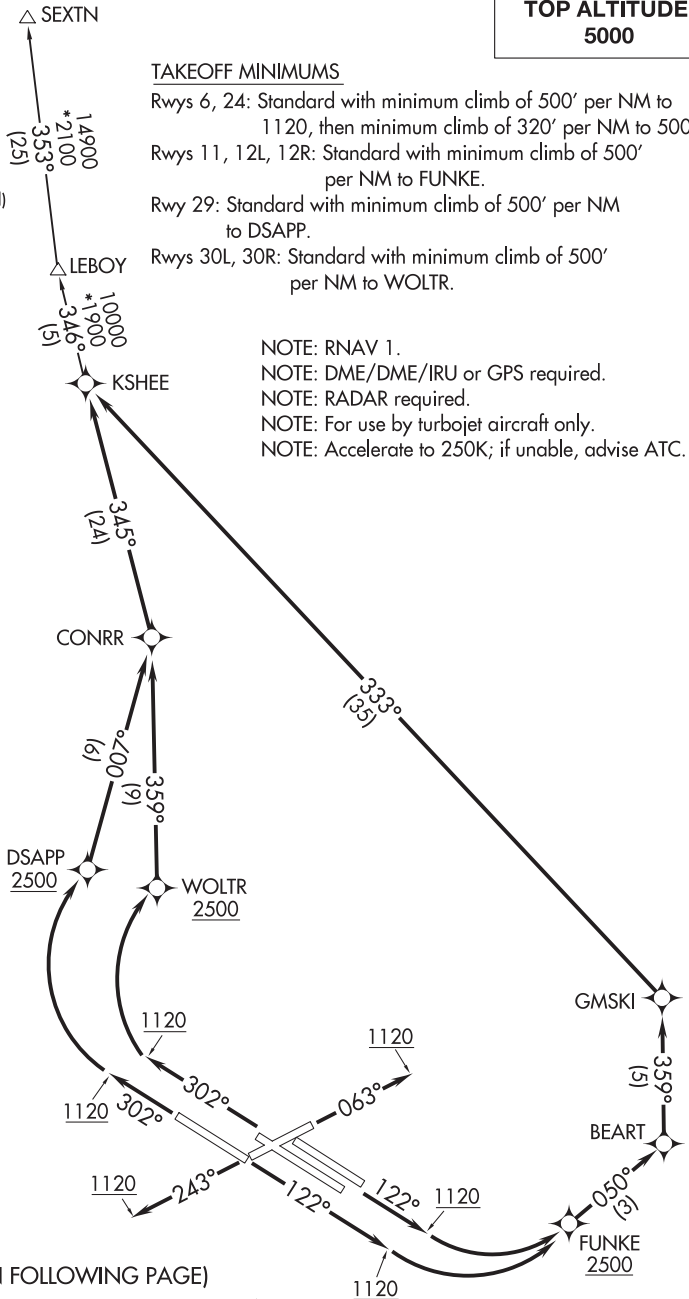 SEXTN
TOP ALTITUDE
5000
TAKEOFF MINIMUMS
Rwys 6, 24: Standard with minimum climb of 500′ per NM to
1120, then minimum climb of 320′ per NM to 500
Rwys 11, 12L, 12R: Standard with minimum climb of 500′
per NM to FUNKE.
Rwy 29: Standard with minimum climb of 500′ per NM
to DSAPP.
Rwys 30L, 30R: Standard with minimum climb of 500′
per NM to WOLTR.
14900
*2100
353°
(25)
LEBOY
10000
*1900
346°
(5)
KSHEE
NOTE: RNAV 1.
NOTE: DME/DME/IRU or GPS required.
NOTE: RADAR required.
NOTE: For use by turbojet aircraft only.
NOTE: Accelerate to 250K; if unable, advise ATC.
345°
(24)
CONRR
333°
(35)
007°
(6)
359°
(9)
DSAPP
2500
WOLTR
2500
GMSKI
359°
(5)
BEART
1120
302°
1120
063°
1120
302°
1120
243°
122°
122°
1120
1120
050°
(3)
FUNKE
2500
FOLLOWING PAGE)